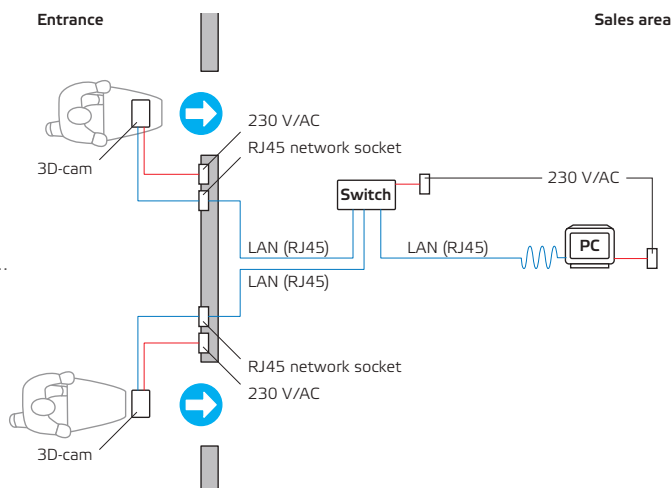 Entrance
Sales area
230 V/AC
RJ45 network socket
3D-cam
Switch
230 V/AC
PC
LAN (RJ45)
LAN (RJ45)
..
LAN (RJ45)
RJ45 network socket
230 V/AC
3D-cam